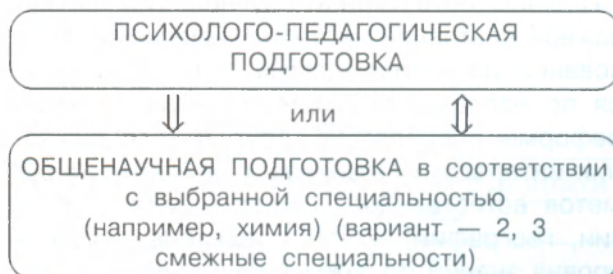 ПСИХОЛОГО-ПЕДАГОГИЧЕСКАЯ
ПОДГОТОВКА
или
ОБЩЕНАУЧНАЯ ПОДГОТОВКА в соответствии
с выбранной специальностью
(например, химия) (вариант — 2, 3
смежные специальности)